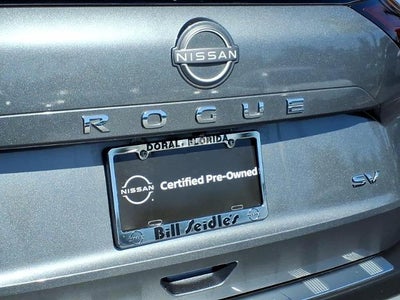 NISSAN
ROGUE
DORAL, FLORIDA
NISSAN
Certified Pre-Owned
SV
Bill Seidle's